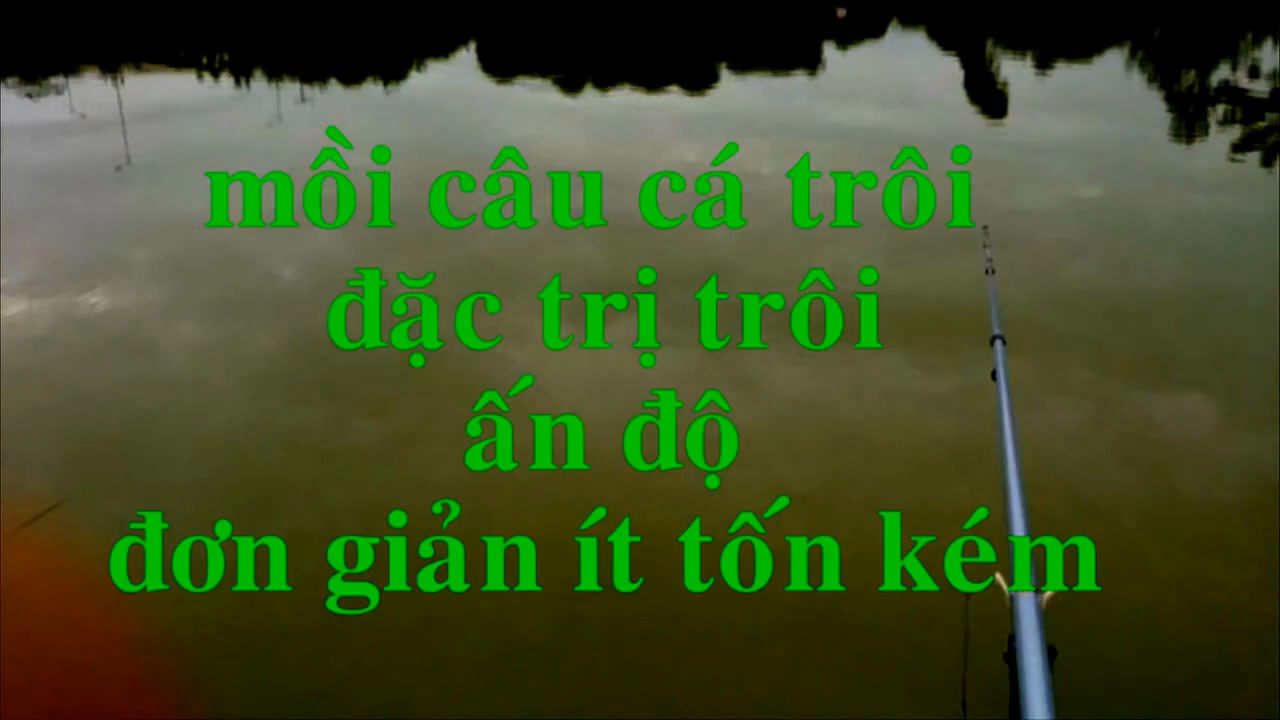 mồi câu cá trôi
đặc trị trôi
ấn độ
đơn giản ít tốn kém